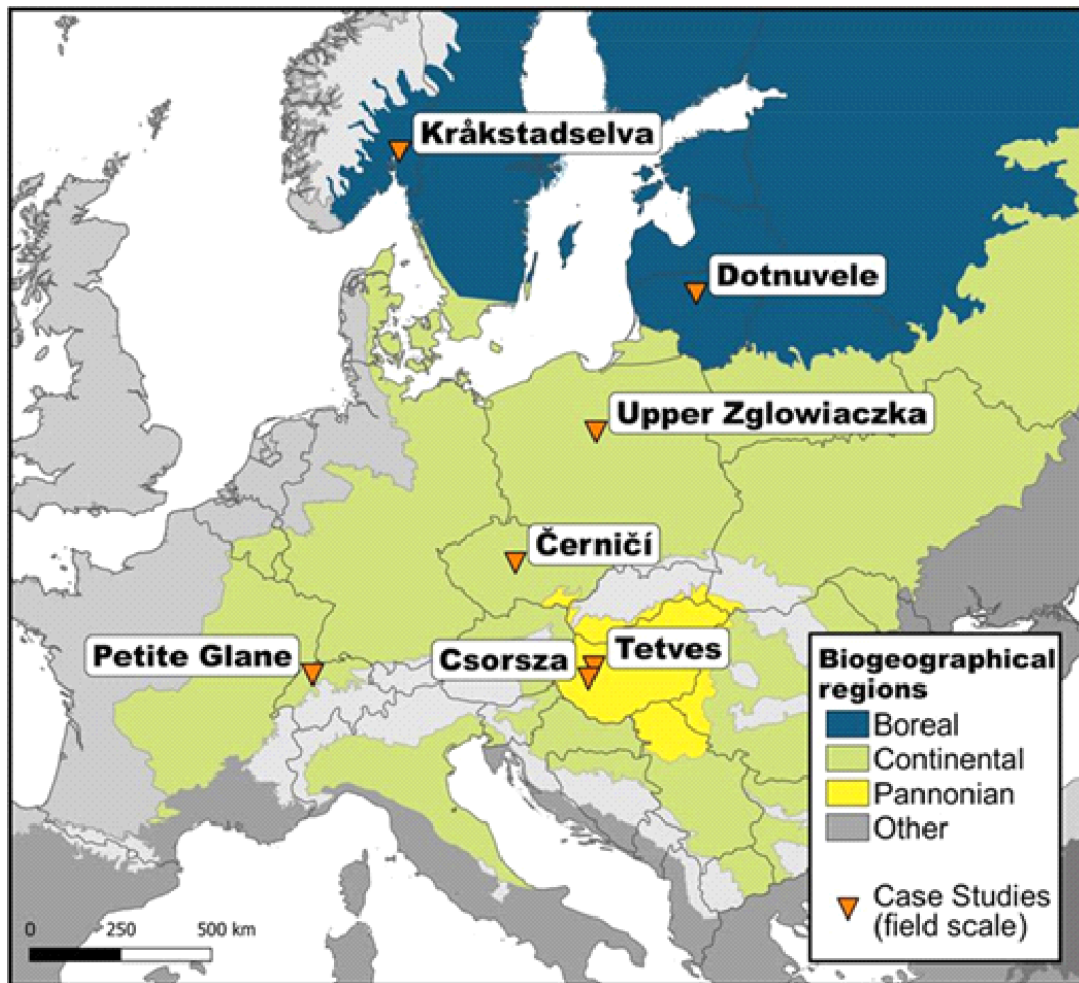 Kråkstadselva
Dotnuvele
Upper Zglowiaczka
Černičí
Petite Glane
Csorsza
Tetves
Biogeographical
regions
Boreal
Continental
Pannonian
Other
Case Studies
(field scale)
0 250 500 km